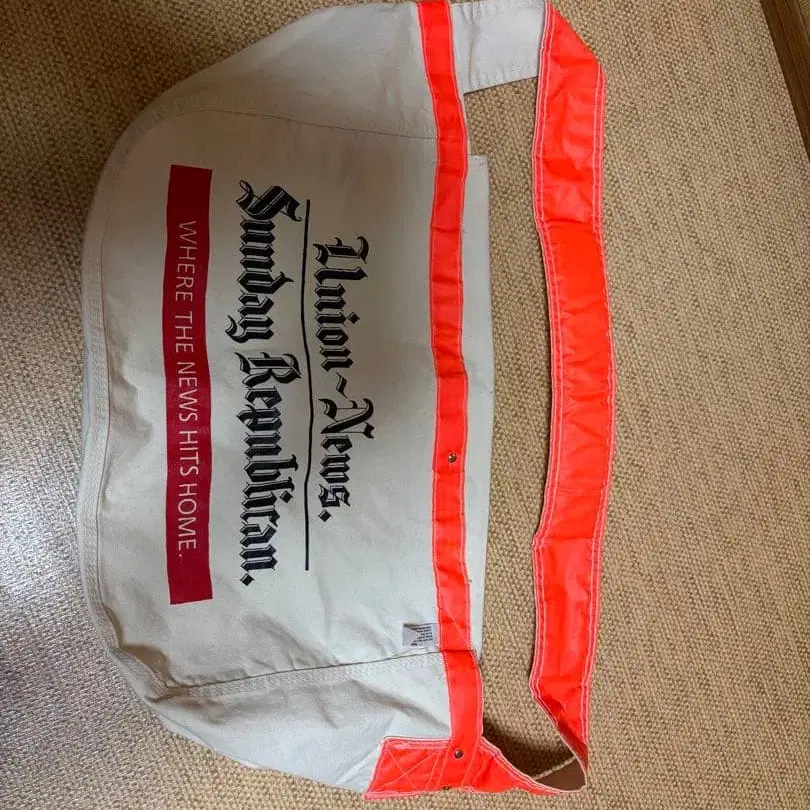 Union~News.
Sunday Republican.
WHERE THE NEWS HITS HOME.